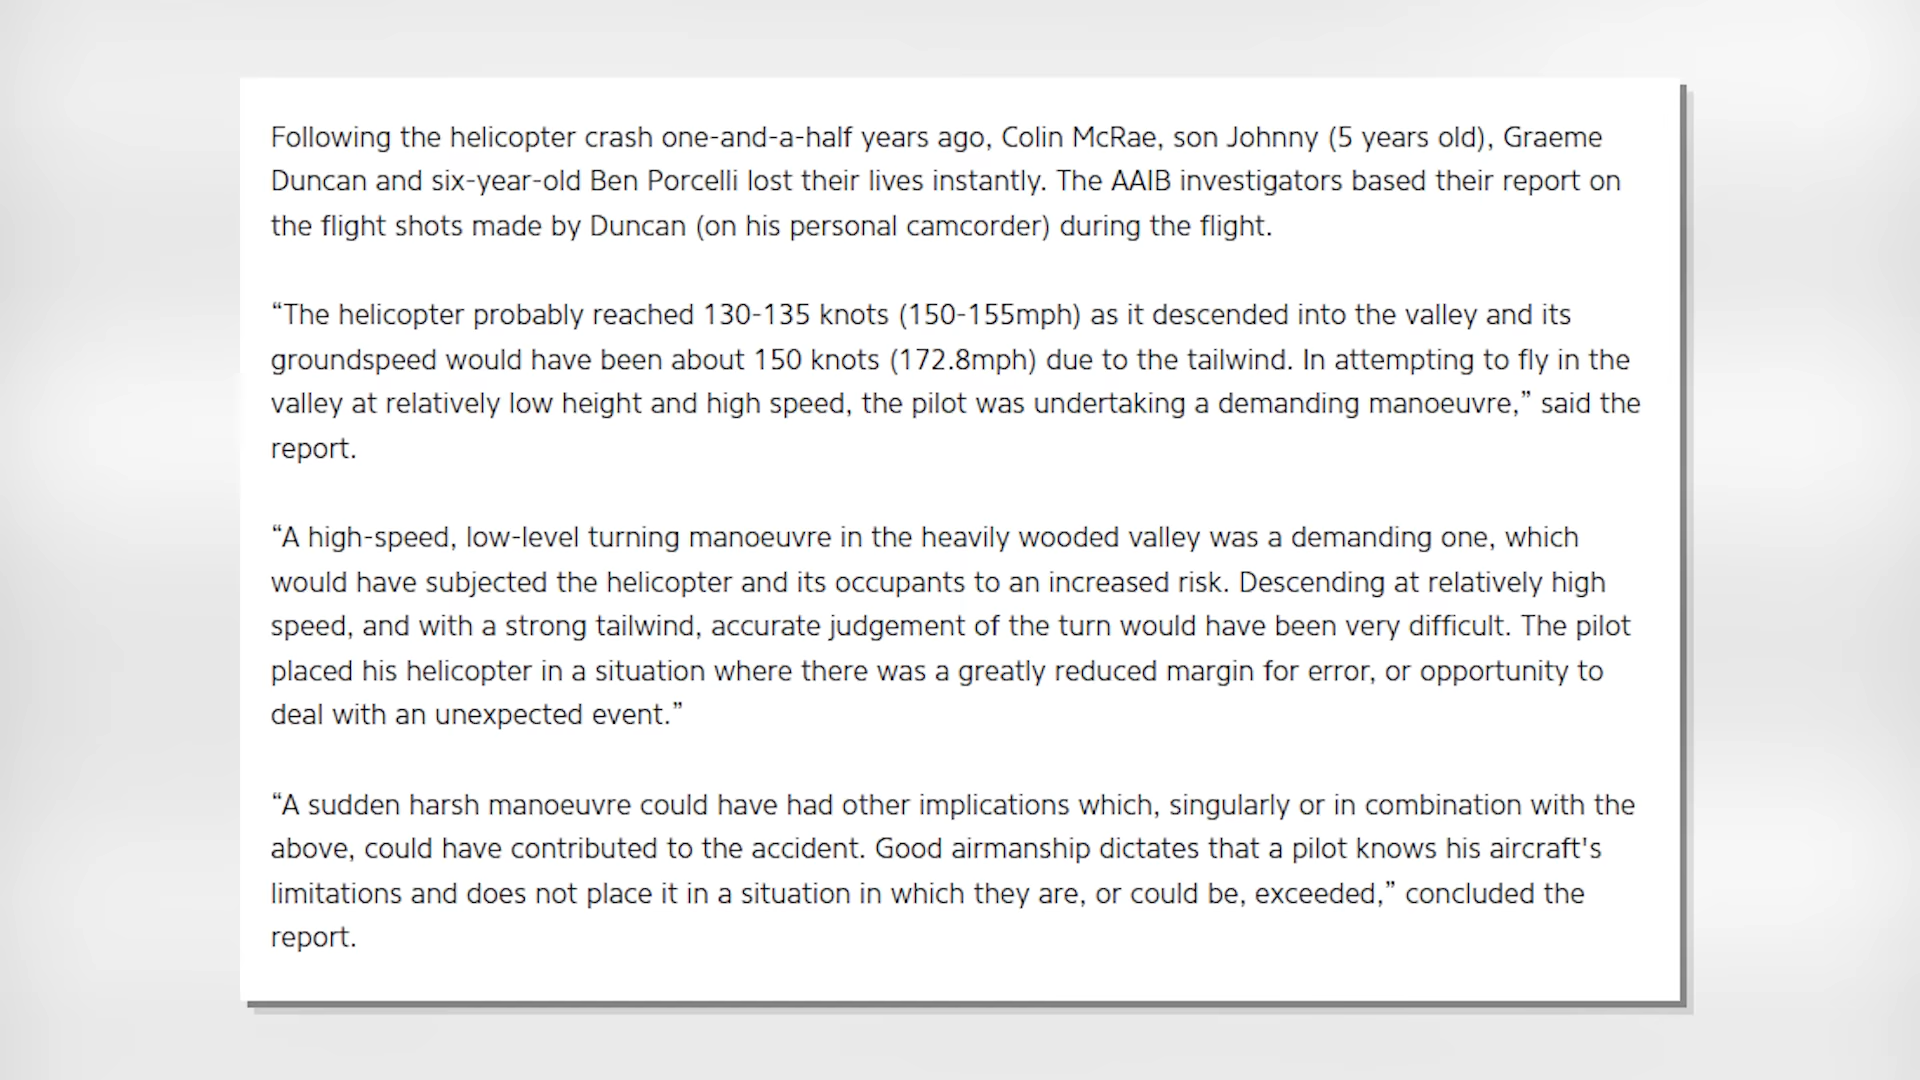 Following the helicopter crash one-and-a-half years ago, Colin McRae, son Johnny (5 years old), Graeme
Duncan and six-year-old Ben Porcelli lost their lives instantly. The AAIB investigators based their report on
the flight shots made by Duncan (on his personal camcorder) during the flight.
“The helicopter probably reached 130-135 knots (150-155mph) as it descended into the valley and its
groundspeed would have been about 150 knots (172.8mph) due to the tailwind. In attempting to fly in the
valley at relatively low height and high speed, the pilot was undertaking a demanding manoeuvre,” said the
report.
“A high-speed, low-level turning manoeuvre in the heavily wooded valley was a demanding one, which
would have subjected the helicopter and its occupants to an increased risk. Descending at relatively high
speed, and with a strong tailwind, accurate judgement of the turn would have been very difficult. The pilot
placed his helicopter in a situation where there was a greatly reduced margin for error, or opportunity to
deal with an unexpected event.”
“A sudden harsh manoeuvre could have had other implications which, singularly or in combination with the
above, could have contributed to the accident. Good airmanship dictates that a pilot knows his aircraft's
limitations and does not place it in a situation in which they are, or could be, exceeded,” concluded the
report.